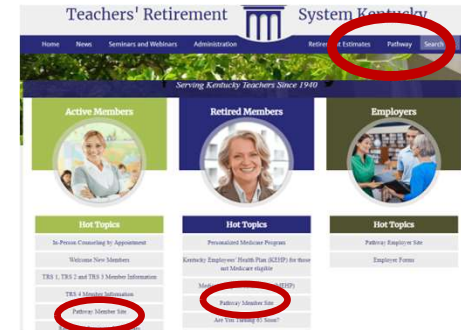 Teachers' Retirement System Kentucky
Home News Seminars and Webinars Administration Retirement Estimates Pathway Search
Serving Kentucky Teachers Since 1940
Active Members
Retired Members
Employers
Hot Topics
In-Person Counseling by Appointment
Welcome New Members
TRS 1, TRS 2 and TRS 3 Member Information
TRS 4 Member Information
Pathway Member Site
Hot Topics
Personalized Medicine Program
Kentucky Employees' Health Plan (KEHP) for those
not Medicare eligible
Pathway Member Site
Are You Turning 65 Soon?
Hot Topics
Pathway Employer Site
Employer Forms